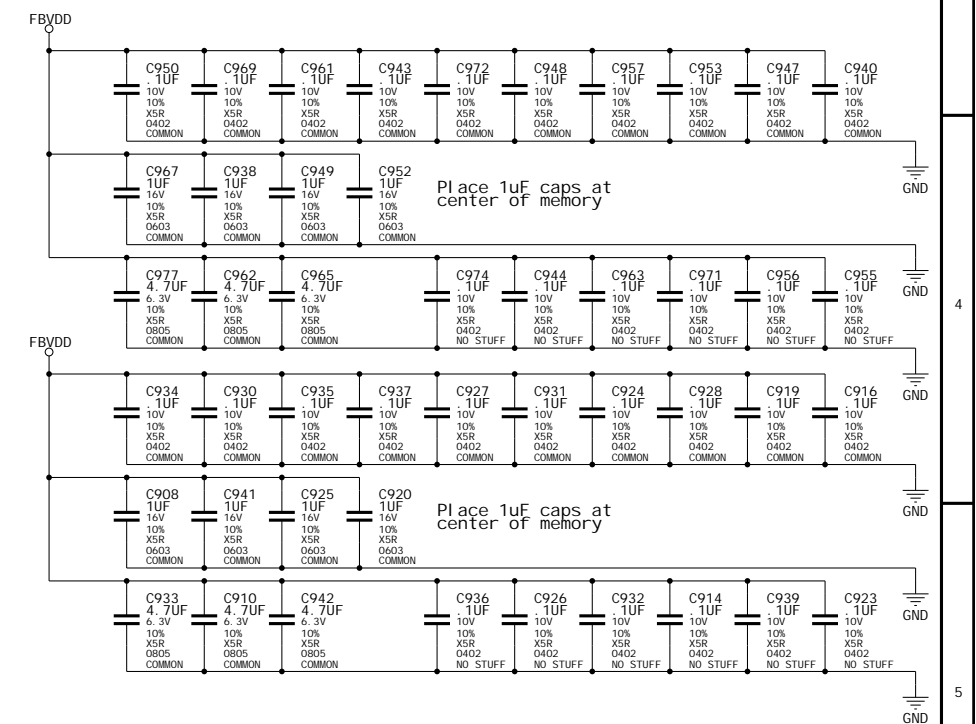 FBVDD
C950 C969 C961 C943 C972 C948 C957 C953 C947 C940
.1UF .1UF .1UF .1UF .1UF .1UF .1UF .1UF .1UF .1UF
10V 10V 10V 10V 10V 10V 10V 10V 10V 10V
10% 10% 10% 10% 10% 10% 10% 10% 10% 10%
X5R X5R X5R X5R X5R X5R X5R X5R X5R X5R
0402 0402 0402 0402 0402 0402 0402 0402 0402 0402
COMMON COMMON COMMON COMMON COMMON COMMON COMMON COMMON COMMON COMMON
GND
C967 C938 C949 C952
1UF 1UF 1UF 1UF
16V 16V 16V 16V
10% 10% 10% 10%
X5R X5R X5R X5R
0603 0603 0603 0603
COMMON COMMON COMMON COMMON
Place 1uF caps at
center of memory
GND
C977 C962 C965 C974 C944 C963 C971 C956 C955
4.7UF 4.7UF 4.7UF .1UF .1UF .1UF .1UF .1UF .1UF
6.3V 6.3V 6.3V 10V 10V 10V 10V 10V 10V
10% 10% 10% 10% 10% 10% 10% 10% 10%
X5R X5R X5R X5R X5R X5R X5R X5R X5R
0805 0805 0805 0402 0402 0402 0402 0402 0402
COMMON COMMON COMMON NO STUFF NO STUFF NO STUFF NO STUFF NO STUFF NO STUFF
4
GND
FBVDD
C934 C930 C935 C937 C927 C931 C924 C928 C919 C916
.1UF .1UF .1UF .1UF .1UF .1UF .1UF .1UF .1UF .1UF
10V 10V 10V 10V 10V 10V 10V 10V 10V 10V
10% 10% 10% 10% 10% 10% 10% 10% 10% 10%
X5R X5R X5R X5R X5R X5R X5R X5R X5R X5R
0402 0402 0402 0402 0402 0402 0402 0402 0402 0402
COMMON COMMON COMMON COMMON COMMON COMMON COMMON COMMON COMMON COMMON
GND
C908 C941 C925 C920
1UF 1UF 1UF 1UF
16V 16V 16V 16V
10% 10% 10% 10%
X5R X5R X5R X5R
0603 0603 0603 0603
COMMON COMMON COMMON COMMON
Place 1uF caps at
center of memory
GND
C933 C910 C942 C936 C926 C932 C914 C939 C923
4.7UF 4.7UF 4.7UF .1UF .1UF .1UF .1UF .1UF .1UF
6.3V 6.3V 6.3V 10V 10V 10V 10V 10V 10V
10% 10% 10% 10% 10% 10% 10% 10% 10%
X5R X5R X5R X5R X5R X5R X5R X5R X5R
0805 0805 0805 0402 0402 0402 0402 0402 0402
COMMON COMMON COMMON NO STUFF NO STUFF NO STUFF NO STUFF NO STUFF NO STUFF
5
GND